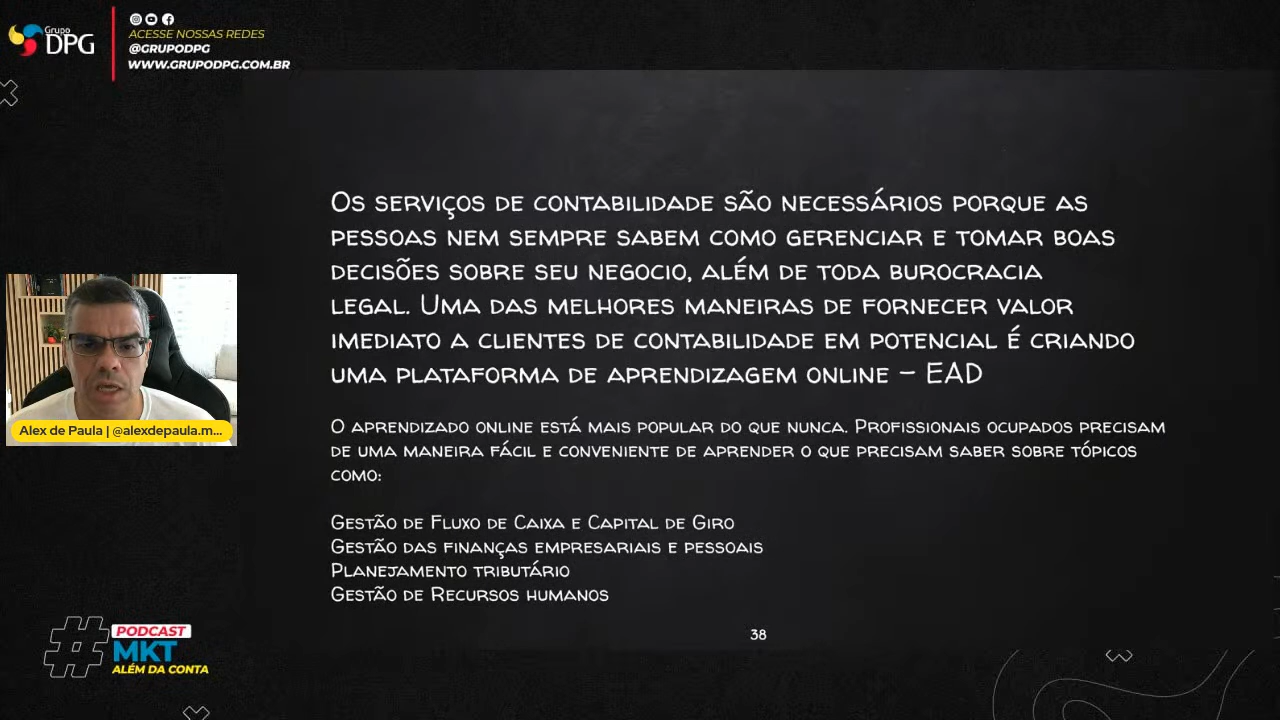 Grupo
DPG
ACESSE NOSSAS REDES
@GRUPODPG
WWW.GRUPODPG.COM.BR
Os serviços de contabilidade são necessários porque as
pessoas nem sempre sabem como gerenciar e tomar boas
decisões sobre seu negocio, além de toda burocracia
legal. Uma das melhores maneiras de fornecer valor
imediato a clientes de contabilidade em potencial é criando
uma plataforma de aprendizagem online – EAD
O aprendizado online está mais popular do que nunca. Profissionais ocupados precisam
de uma maneira fácil e conveniente de aprender o que precisam saber sobre tópicos
como:
Gestão de Fluxo de Caixa e Capital de Giro
Gestão das finanças empresariais e pessoais
Planejamento tributário
Gestão de Recursos humanos
38
Alex de Paula | @alexdepaula.m...
# PODCAST
MKT
ALÉM DA CONTA